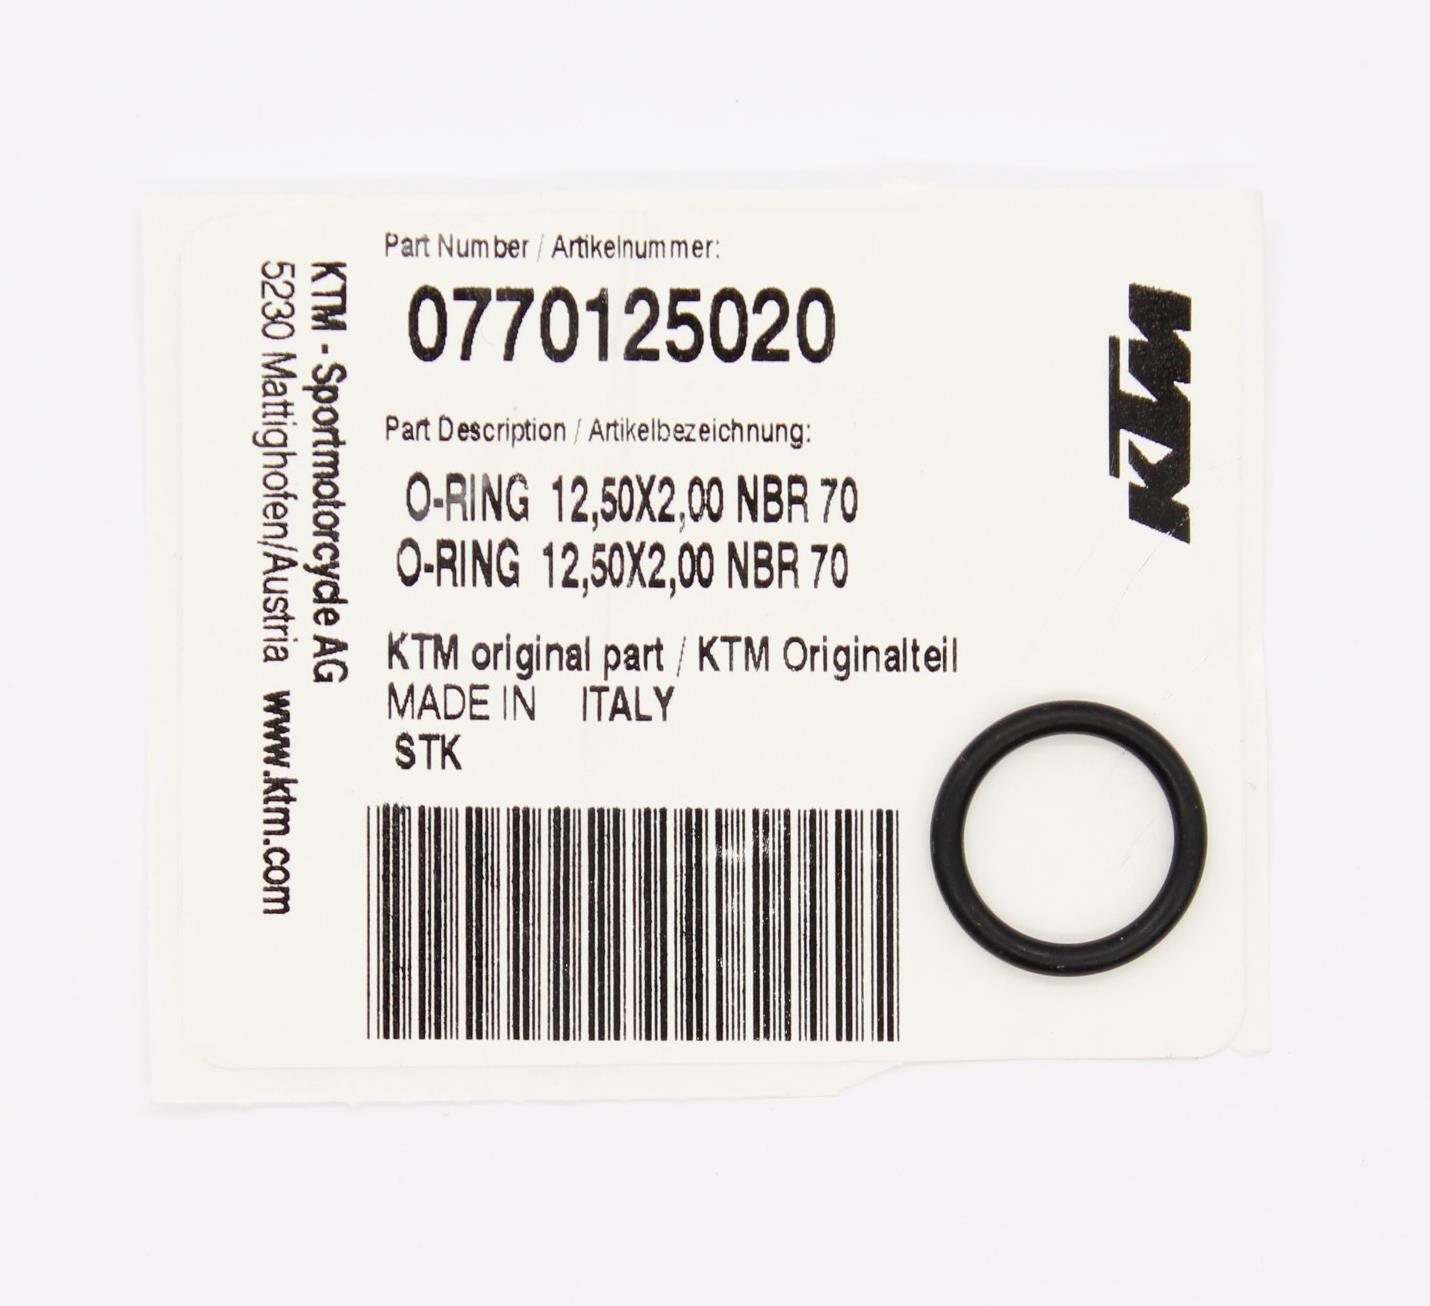 Part Number / Artikelnummer:
0770125020
Part Description / Artikelbezeichnung:
O-RING 12,50X2,00 NBR 70
O-RING 12,50X2,00 NBR 70
KTM original part / KTM Originalteil
MADE IN ITALY
STK
KTM - Sportmotorcycle AG
5230 Mattighofen/Austria www.ktm.com
KTM